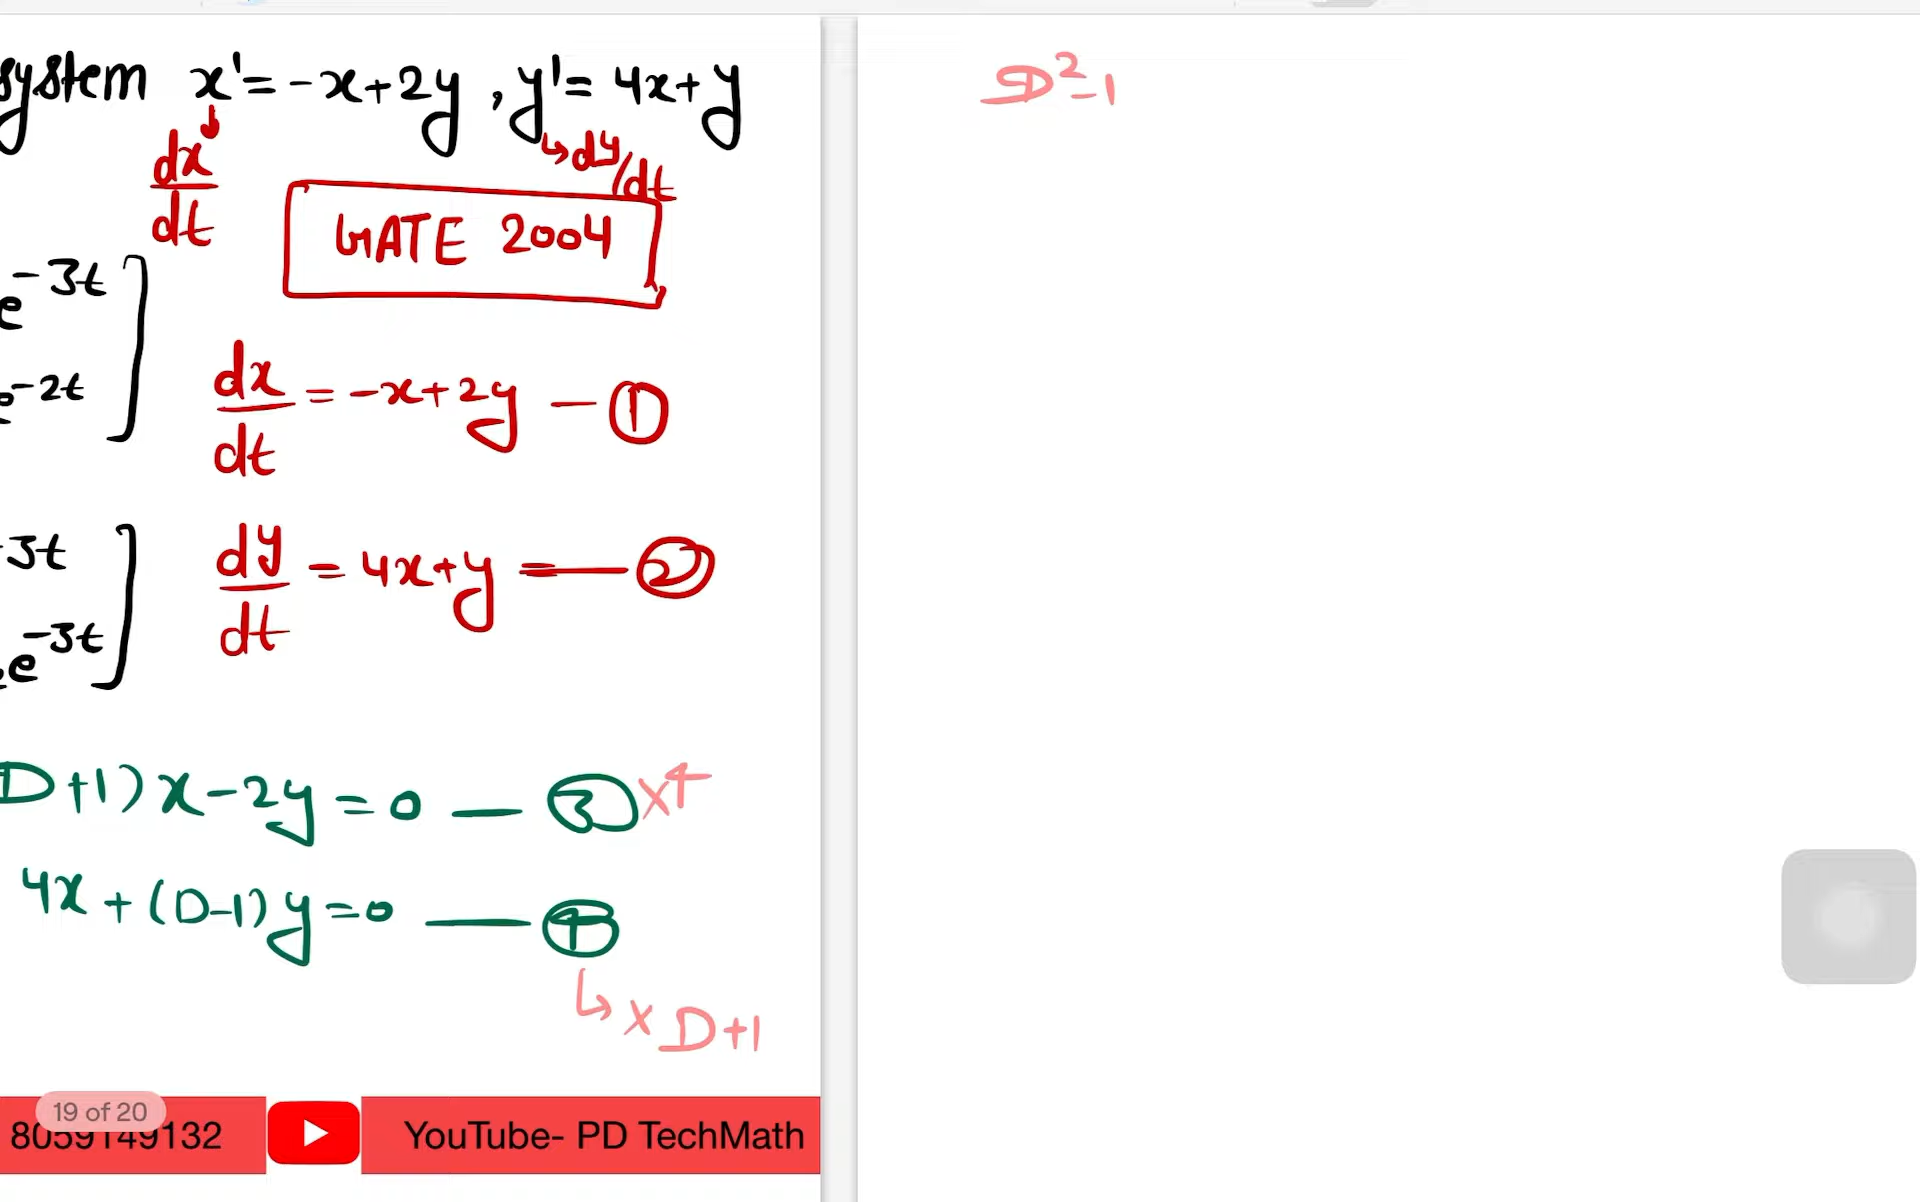 system x' = -x+2y , y' = 4x+y
dx/dt
dy/dt
GATE 2004
e^-3t
dx/dt = -x+2y — ①
e^-2t
3t
dy/dt = 4x+y — ②
e^-3t
D+1)x-2y=0 — ③ ×4
4x+(D-1)y=0 — ④
↳ × D+1
19 of 20
8059149132
YouTube- PD TechMath
D²-1